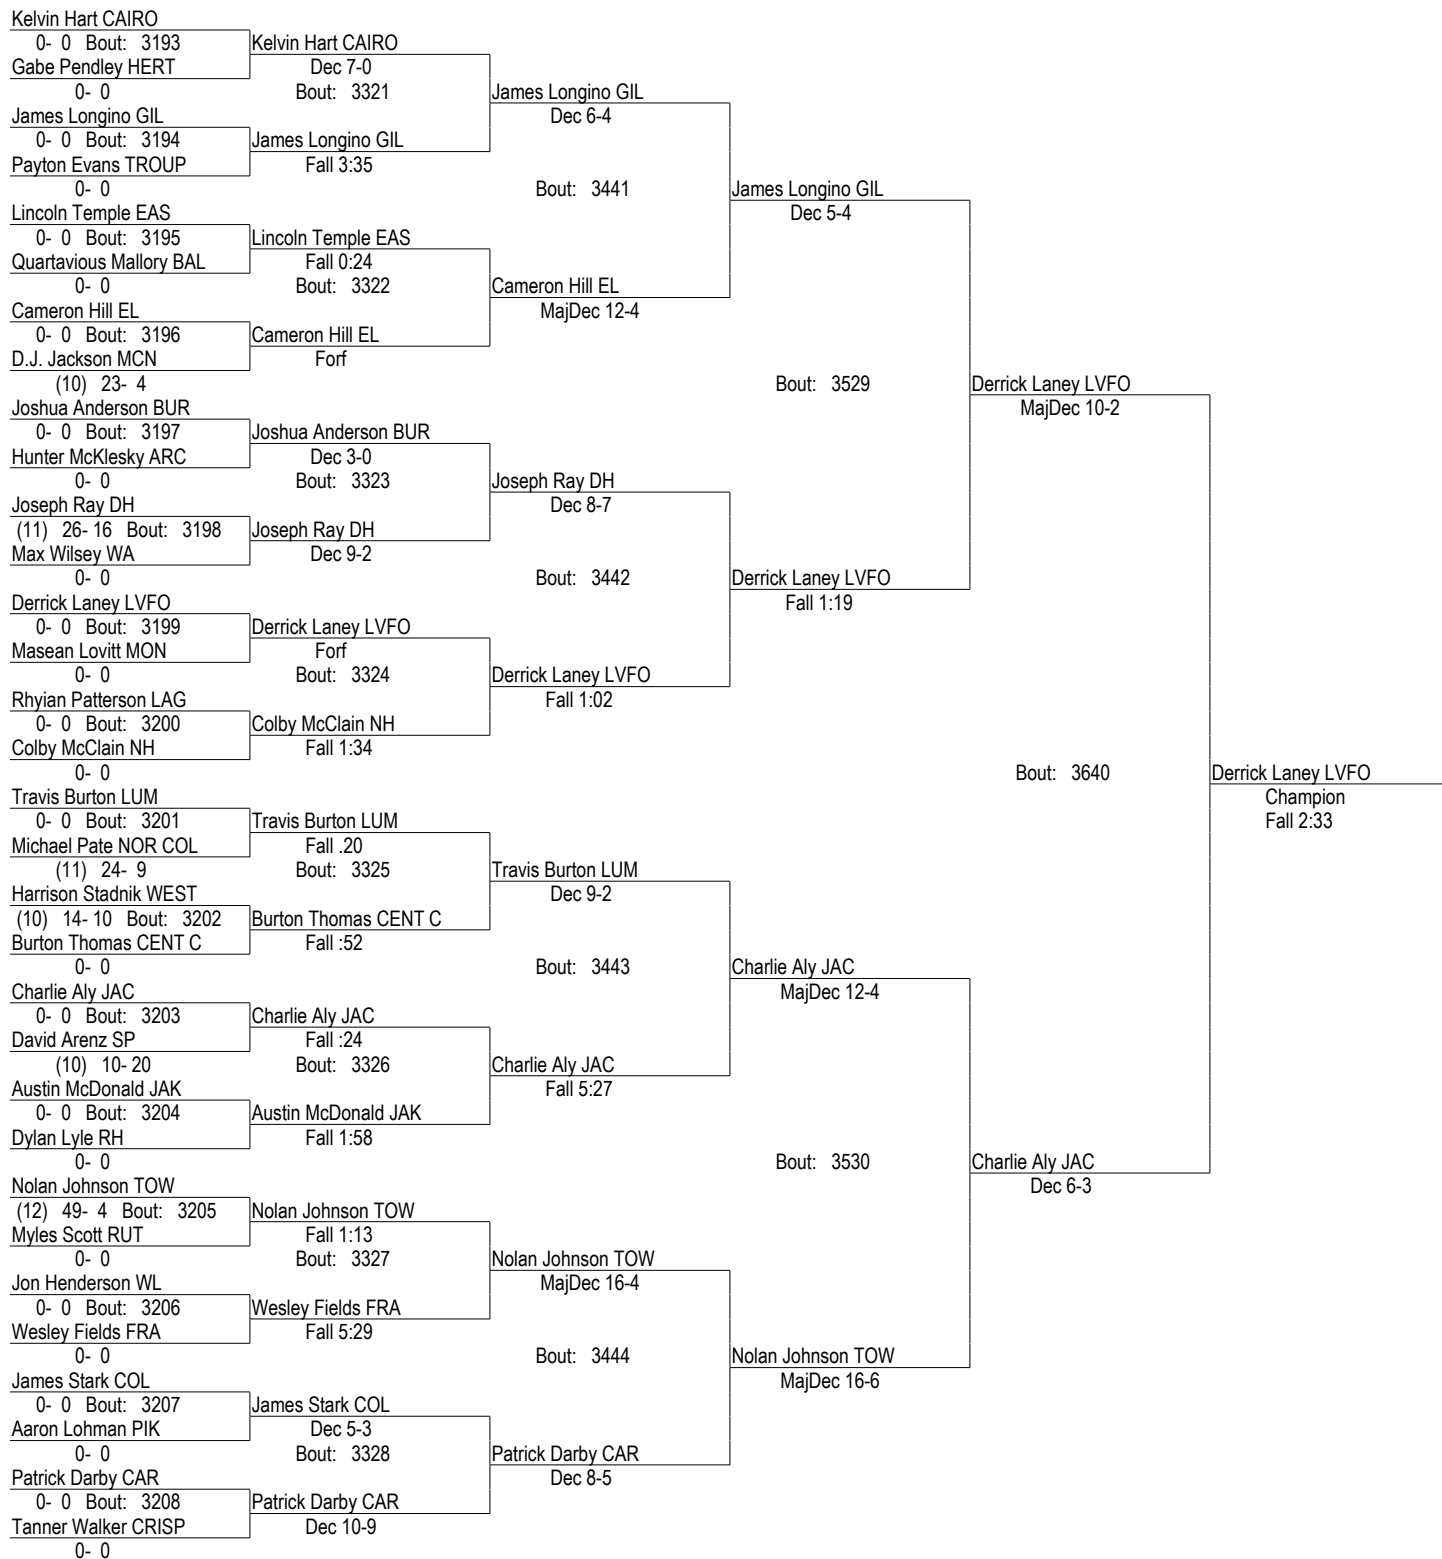 Kelvin Hart CAIRO
0- 0 Bout: 3193 Kelvin Hart CAIRO
Gabe Pendley HERT Dec 7-0
0- 0 Bout: 3321 James Longino GIL
James Longino GIL Dec 6-4
0- 0 Bout: 3194 James Longino GIL
Payton Evans TROUP Fall 3:35
0- 0 Bout: 3441 James Longino GIL
Lincoln Temple EAS Dec 5-4
0- 0 Bout: 3195 Lincoln Temple EAS
Quartavious Mallory BAL Fall 0:24
0- 0 Bout: 3322 Cameron Hill EL
Cameron Hill EL MajDec 12-4
0- 0 Bout: 3196 Cameron Hill EL
D.J. Jackson MCN Forf
(10) 23- 4 Bout: 3529 Derrick Laney LVFO
Joshua Anderson BUR MajDec 10-2
0- 0 Bout: 3197 Joshua Anderson BUR
Hunter McKlesky ARC Dec 3-0
0- 0 Bout: 3323 Joseph Ray DH
Joseph Ray DH Dec 8-7
(11) 26- 16 Bout: 3198 Joseph Ray DH
Max Wilsey WA Dec 9-2
0- 0 Bout: 3442 Derrick Laney LVFO
Derrick Laney LVFO Fall 1:19
0- 0 Bout: 3199 Derrick Laney LVFO
Masean Lovitt MON Forf
0- 0 Bout: 3324 Derrick Laney LVFO
Rhyian Patterson LAG Fall 1:02
0- 0 Bout: 3200 Colby McClain NH
Colby McClain NH Fall 1:34
0- 0 Bout: 3640 Derrick Laney LVFO
Travis Burton LUM Champion
0- 0 Bout: 3201 Travis Burton LUM Fall 2:33
Michael Pate NOR COL Fall .20
(11) 24- 9 Bout: 3325 Travis Burton LUM
Harrison Stadnik WEST Dec 9-2
(10) 14- 10 Bout: 3202 Burton Thomas CENT C
Burton Thomas CENT C Fall :52
0- 0 Bout: 3443 Charlie Aly JAC
Charlie Aly JAC MajDec 12-4
0- 0 Bout: 3203 Charlie Aly JAC
David Arenz SP Fall :24
(10) 10- 20 Bout: 3326 Charlie Aly JAC
Austin McDonald JAK Fall 5:27
0- 0 Bout: 3204 Austin McDonald JAK
Dylan Lyle RH Fall 1:58
0- 0 Bout: 3530 Charlie Aly JAC
Nolan Johnson TOW Dec 6-3
(12) 49- 4 Bout: 3205 Nolan Johnson TOW
Myles Scott RUT Fall 1:13
0- 0 Bout: 3327 Nolan Johnson TOW
Jon Henderson WL MajDec 16-4
0- 0 Bout: 3206 Wesley Fields FRA
Wesley Fields FRA Fall 5:29
0- 0 Bout: 3444 Nolan Johnson TOW
James Stark COL MajDec 16-6
0- 0 Bout: 3207 James Stark COL
Aaron Lohman PIK Dec 5-3
0- 0 Bout: 3328 Patrick Darby CAR
Patrick Darby CAR Dec 8-5
0- 0 Bout: 3208 Patrick Darby CAR
Tanner Walker CRISP Dec 10-9
0- 0